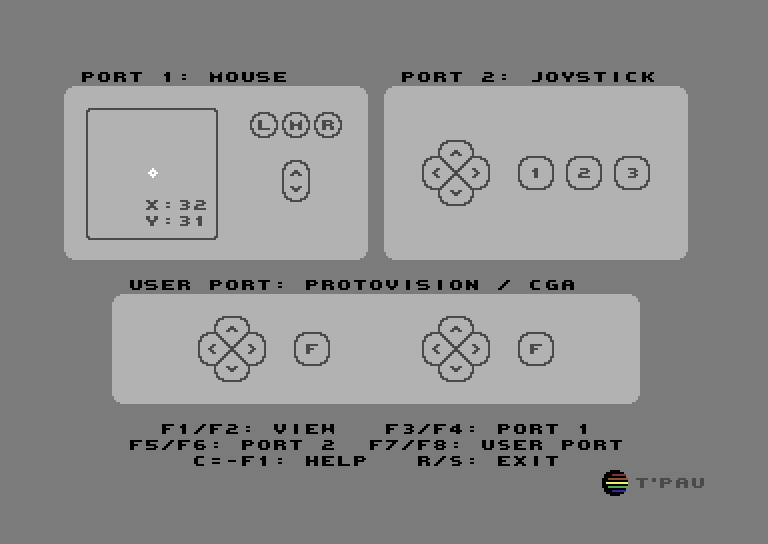 PORT 1: MOUSE PORT 2: JOYSTICK
L M R
1 2 3
X:32
Y:31
USER PORT: PROTOVISION / CGA
F F
F1/F2: VIEW F3/F4: PORT 1
F5/F6: PORT 2 F7/F8: USER PORT
C=-F1: HELP R/S: EXIT
T'PAU